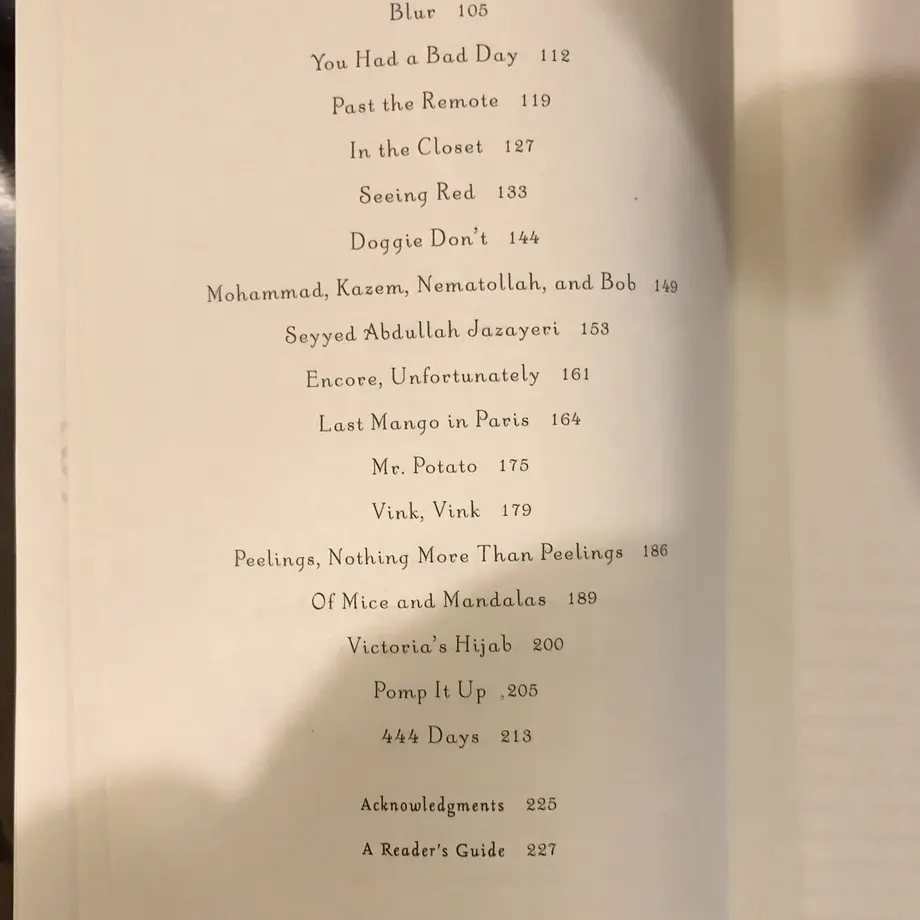 Blur 105
You Had a Bad Day 112
Past the Remote 119
In the Closet 127
Seeing Red 133
Doggie Don't 144
Mohammad, Kazem, Nematollah, and Bob 149
Seyyed Abdullah Jazayeri 153
Encore, Unfortunately 161
Last Mango in Paris 164
Mr. Potato 175
Vink, Vink 179
Peelings, Nothing More Than Peelings 186
Of Mice and Mandalas 189
Victoria's Hijab 200
Pomp It Up 205
444 Days 213
Acknowledgments 225
A Reader's Guide 227